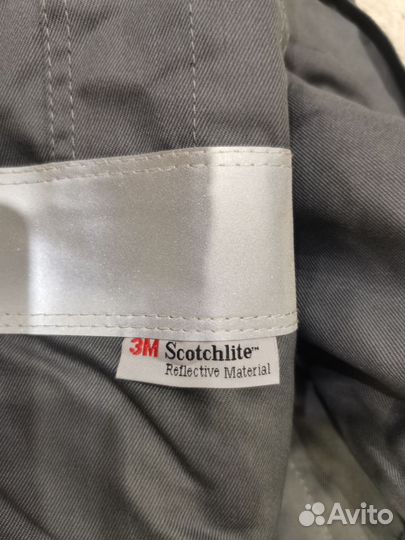 3M Scotchlite™
Reflective Material
Avito